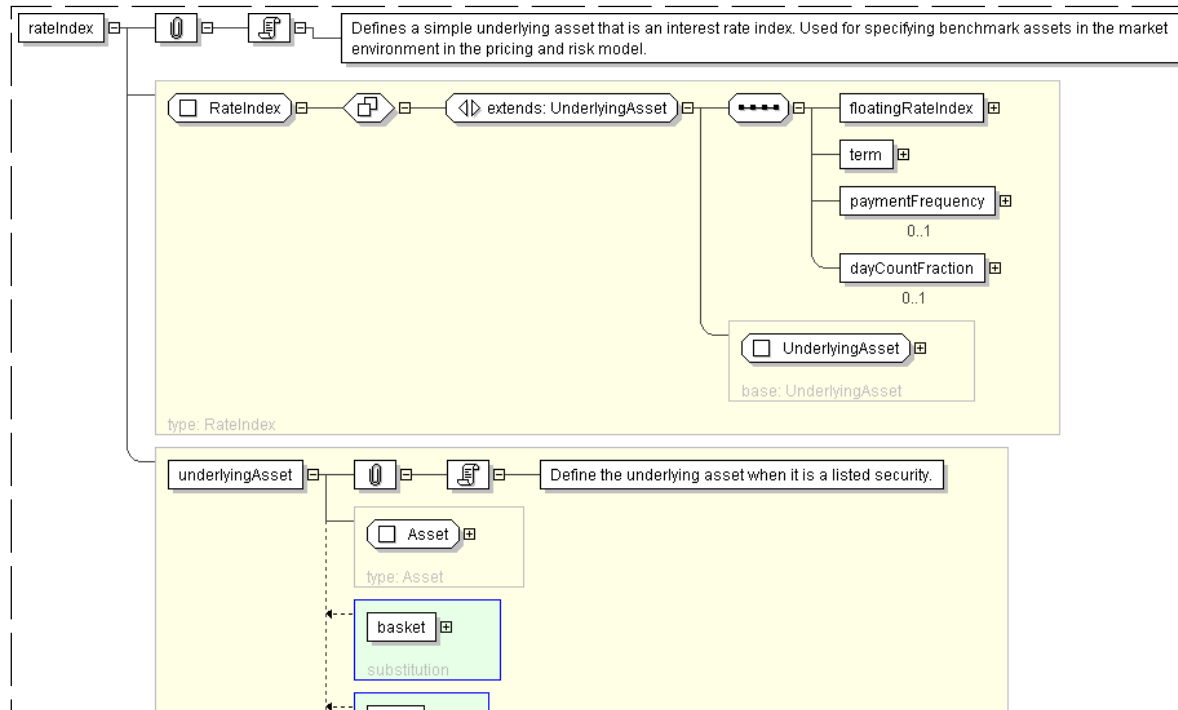 rateIndex
Defines a simple underlying asset that is an interest rate index. Used for specifying benchmark assets in the market
environment in the pricing and risk model.
RateIndex
extends: UnderlyingAsset
floatingRateIndex
term
paymentFrequency
0..1
dayCountFraction
0..1
UnderlyingAsset
base: UnderlyingAsset
type: RateIndex
underlyingAsset
Define the underlying asset when it is a listed security.
Asset
type: Asset
basket
substitution